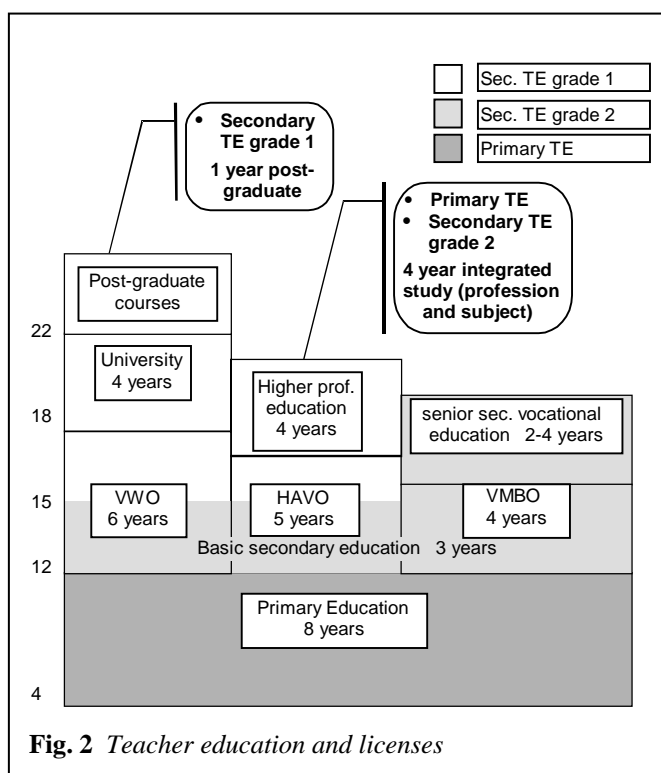 Sec. TE grade 1
Sec. TE grade 2
Primary TE
• Secondary
TE grade 1
1 year post-
graduate
• Primary TE
• Secondary TE
grade 2
4 year integrated
study (profession
and subject)
Post-graduate
courses
22
University
4 years
Higher prof.
education
4 years
18
senior sec. vocational
education 2-4 years
15
VWO
6 years
HAVO
5 years
VMBO
4 years
Basic secondary education 3 years
12
Primary Education
8 years
4
Fig. 2 Teacher education and licenses